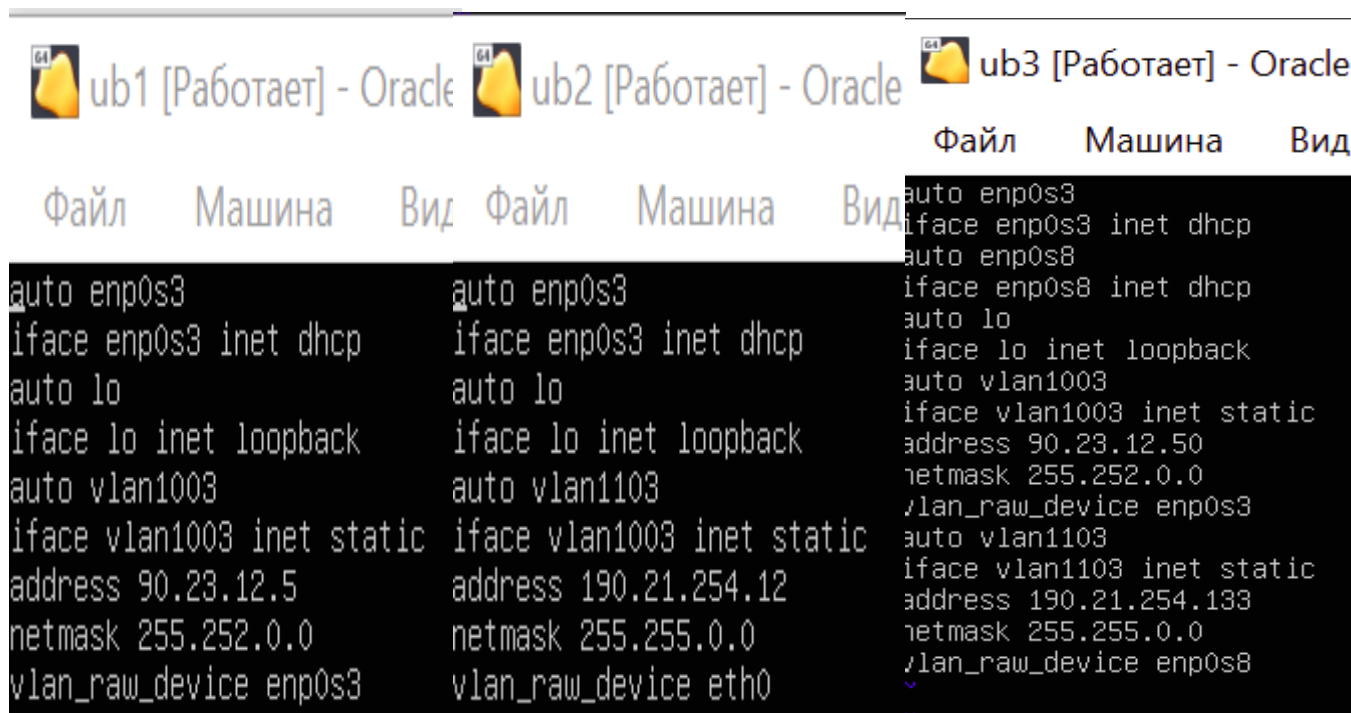 ub1 [Работает] - Oracle
Файл Машина Вид
auto enp0s3
iface enp0s3 inet dhcp
auto lo
iface lo inet loopback
auto vlan1003
iface vlan1003 inet static
address 90.23.12.5
netmask 255.252.0.0
vlan_raw_device enp0s3
ub2 [Работает] - Oracle
Файл Машина Вид
auto enp0s3
iface enp0s3 inet dhcp
auto lo
iface lo inet loopback
auto vlan1103
iface vlan1003 inet static
address 190.21.254.12
netmask 255.255.0.0
vlan_raw_device eth0
ub3 [Работает] - Oracle
Файл Машина Вид
auto enp0s3
iface enp0s3 inet dhcp
auto enp0s8
iface enp0s8 inet dhcp
auto lo
iface lo inet loopback
auto vlan1003
iface vlan1003 inet static
address 90.23.12.50
netmask 255.252.0.0
vlan_raw_device enp0s3
auto vlan1103
iface vlan1103 inet static
address 190.21.254.133
netmask 255.255.0.0
vlan_raw_device enp0s8
~